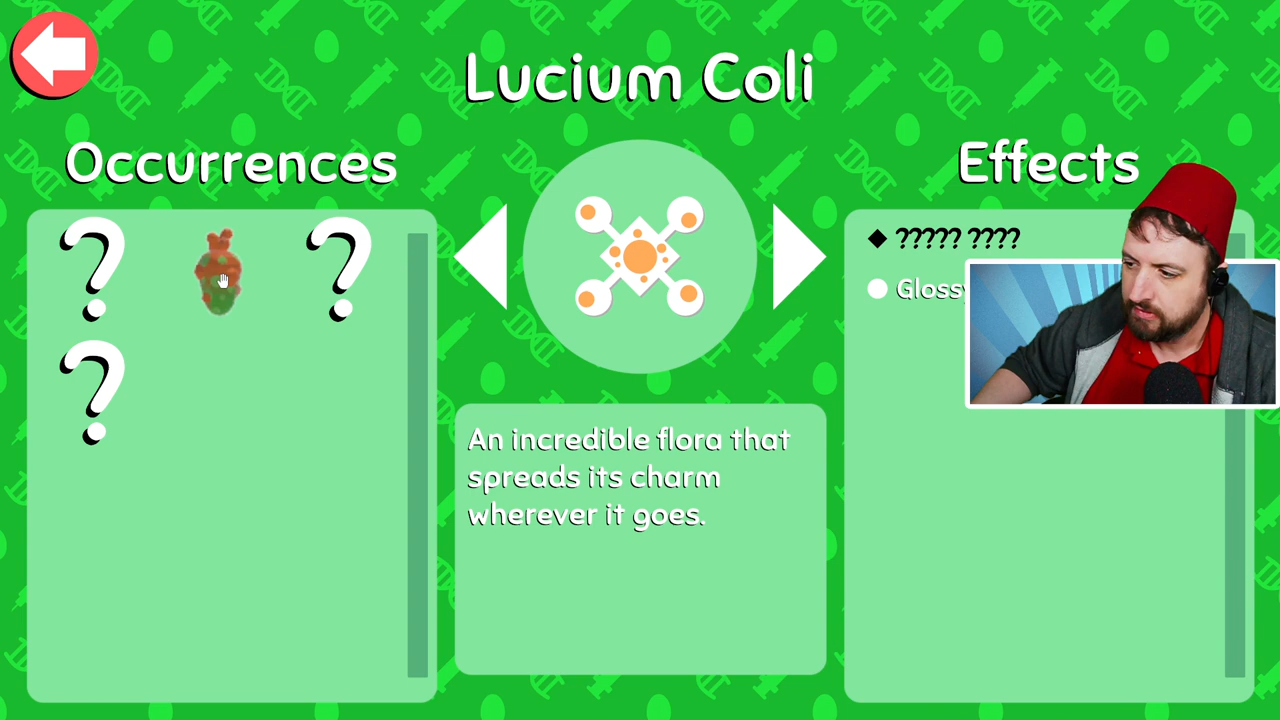 Lucium Coli
Occurrences
?
?
?
An incredible flora that
spreads its charm
wherever it goes.
Effects
◆ ????? ????
Glossy